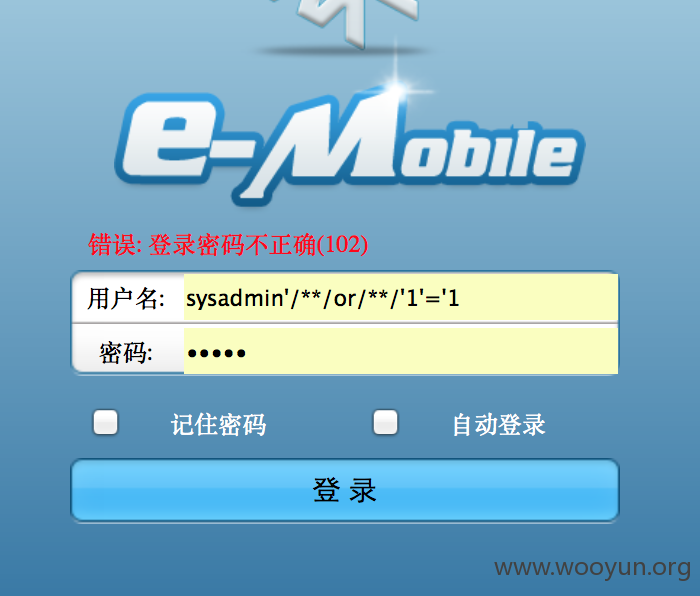 e-Mobile
错误: 登录密码不正确(102)
用户名: sysadmin'/**/or/**/'1'='1
密码: •••••
记住密码 自动登录
登 录
www.wooyun.org